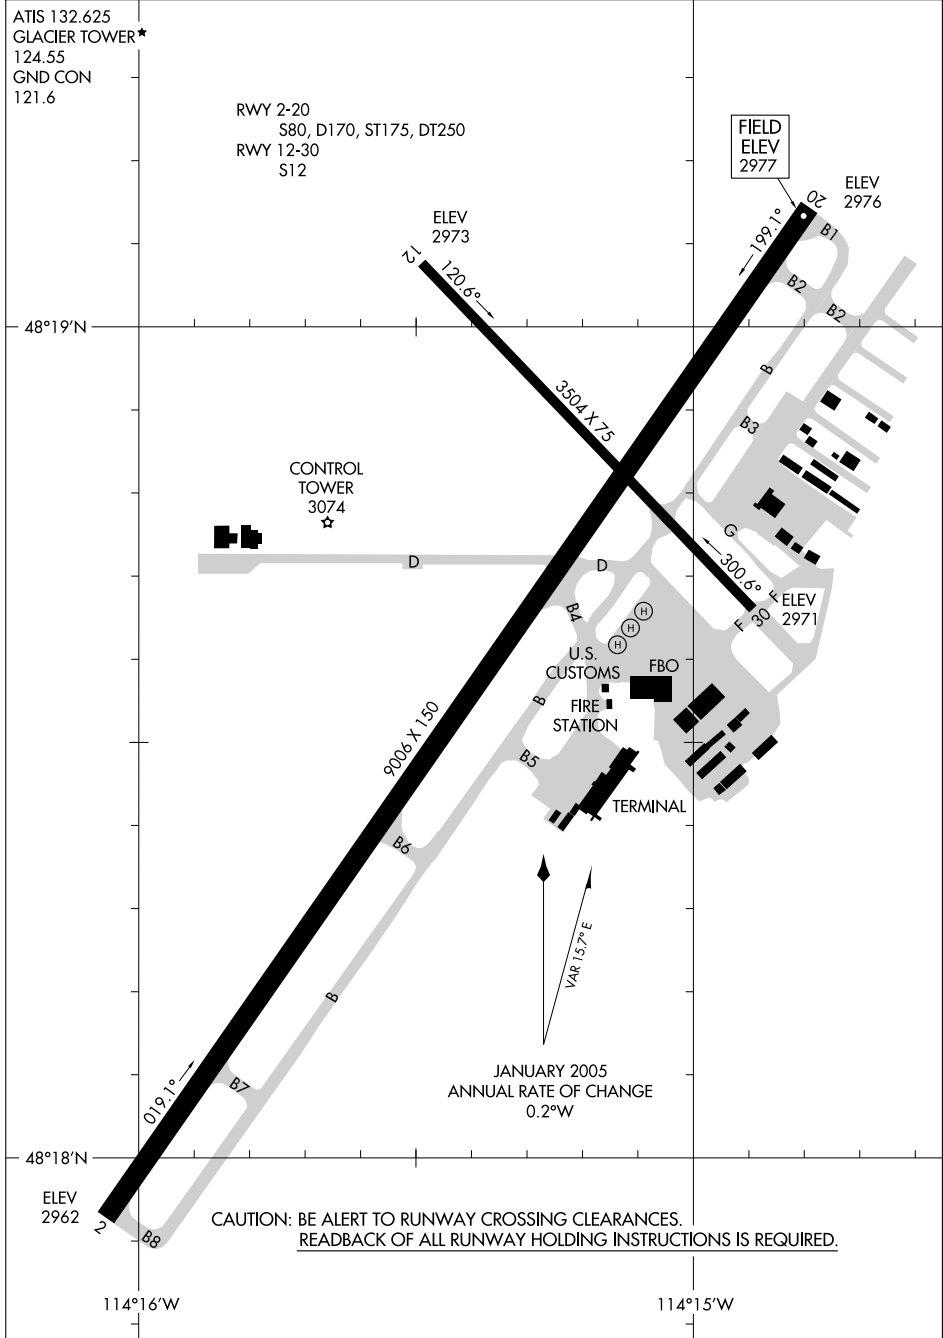 ATIS 132.625
GLACIER TOWER★
124.55
GND CON
121.6
RWY 2-20
S80, D170, ST175, DT250
RWY 12-30
S12
FIELD
ELEV
2977
ELEV
2976
20
ELEV
2973
12
120.6°
199.1°
B1
B2
B2
48°19'N
3504 X 75
B
B3
CONTROL
TOWER
3074
G
D
D
300.6°
F
ELEV
2971
30
F
B4
H
H
H
U.S.
CUSTOMS
FBO
FIRE
STATION
B
9006 X 150
B5
TERMINAL
B6
VAR 15.7° E
B
JANUARY 2005
ANNUAL RATE OF CHANGE
0.2°W
019.1°
B7
48°18'N
ELEV
2962
2
B8
CAUTION: BE ALERT TO RUNWAY CROSSING CLEARANCES.
READBACK OF ALL RUNWAY HOLDING INSTRUCTIONS IS REQUIRED.
114°16'W
114°15'W